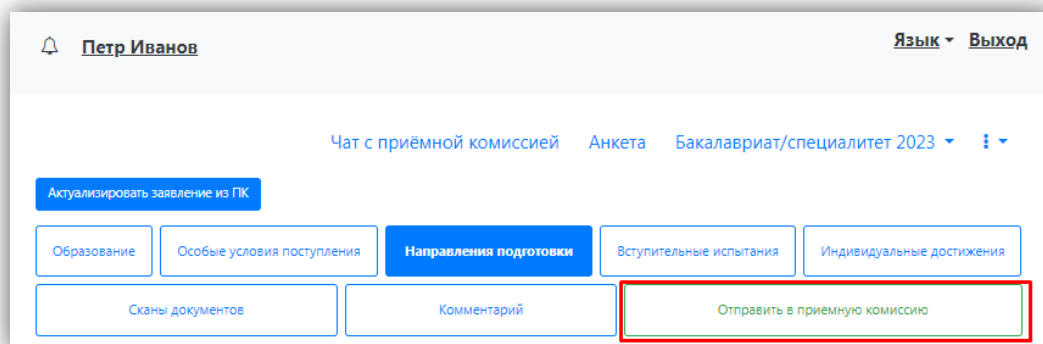 Петр Иванов Язык Выход
Чат с приёмной комиссией Анкета Бакалавриат/специалитет 2023
Актуализировать заявление из ПК
Образование Особые условия поступления Направления подготовки Вступительные испытания Индивидуальные достижения
Сканы документов Комментарий Отправить в приемную комиссию